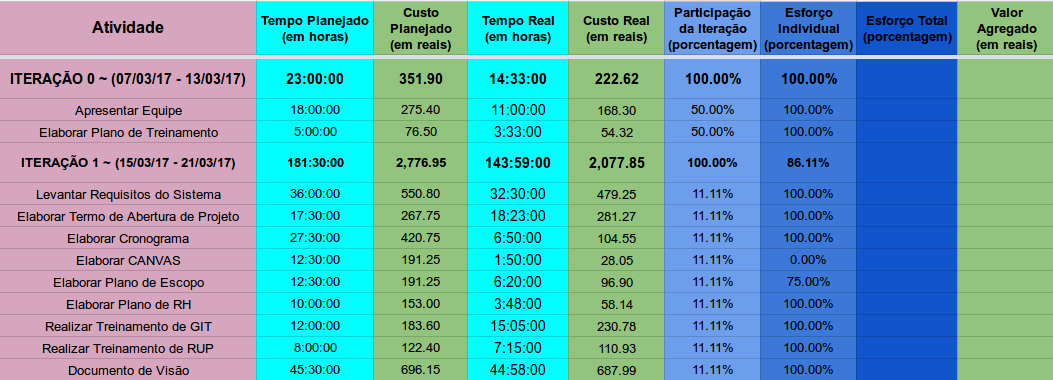 Atividade Tempo Planejado (em horas) Custo Planejado (em reais) Tempo Real (em horas) Custo Real (em reais) Participação da Iteração (porcentagem) Esforço Individual (porcentagem) Esforço Total (porcentagem) Valor Agregado (em reais)
ITERAÇÃO 0 ~ (07/03/17 - 13/03/17) 23:00:00 351.90 14:33:00 222.62 100.00% 100.00%
Apresentar Equipe 18:00:00 275.40 11:00:00 168.30 50.00% 100.00%
Elaborar Plano de Treinamento 5:00:00 76.50 3:33:00 54.32 50.00% 100.00%
ITERAÇÃO 1 ~ (15/03/17 - 21/03/17) 181:30:00 2,776.95 143:59:00 2,077.85 100.00% 86.11%
Levantar Requisitos do Sistema 36:00:00 550.80 32:30:00 479.25 11.11% 100.00%
Elaborar Termo de Abertura de Projeto 17:30:00 267.75 18:23:00 281.27 11.11% 100.00%
Elaborar Cronograma 27:30:00 420.75 6:50:00 104.55 11.11% 100.00%
Elaborar CANVAS 12:30:00 191.25 1:50:00 28.05 11.11% 0.00%
Elaborar Plano de Escopo 12:30:00 191.25 6:20:00 96.90 11.11% 75.00%
Elaborar Plano de RH 10:00:00 153.00 3:48:00 58.14 11.11% 100.00%
Realizar Treinamento de GIT 12:00:00 183.60 15:05:00 230.78 11.11% 100.00%
Realizar Treinamento de RUP 8:00:00 122.40 7:15:00 110.93 11.11% 100.00%
Documento de Visão 45:30:00 696.15 44:58:00 687.99 11.11% 100.00%